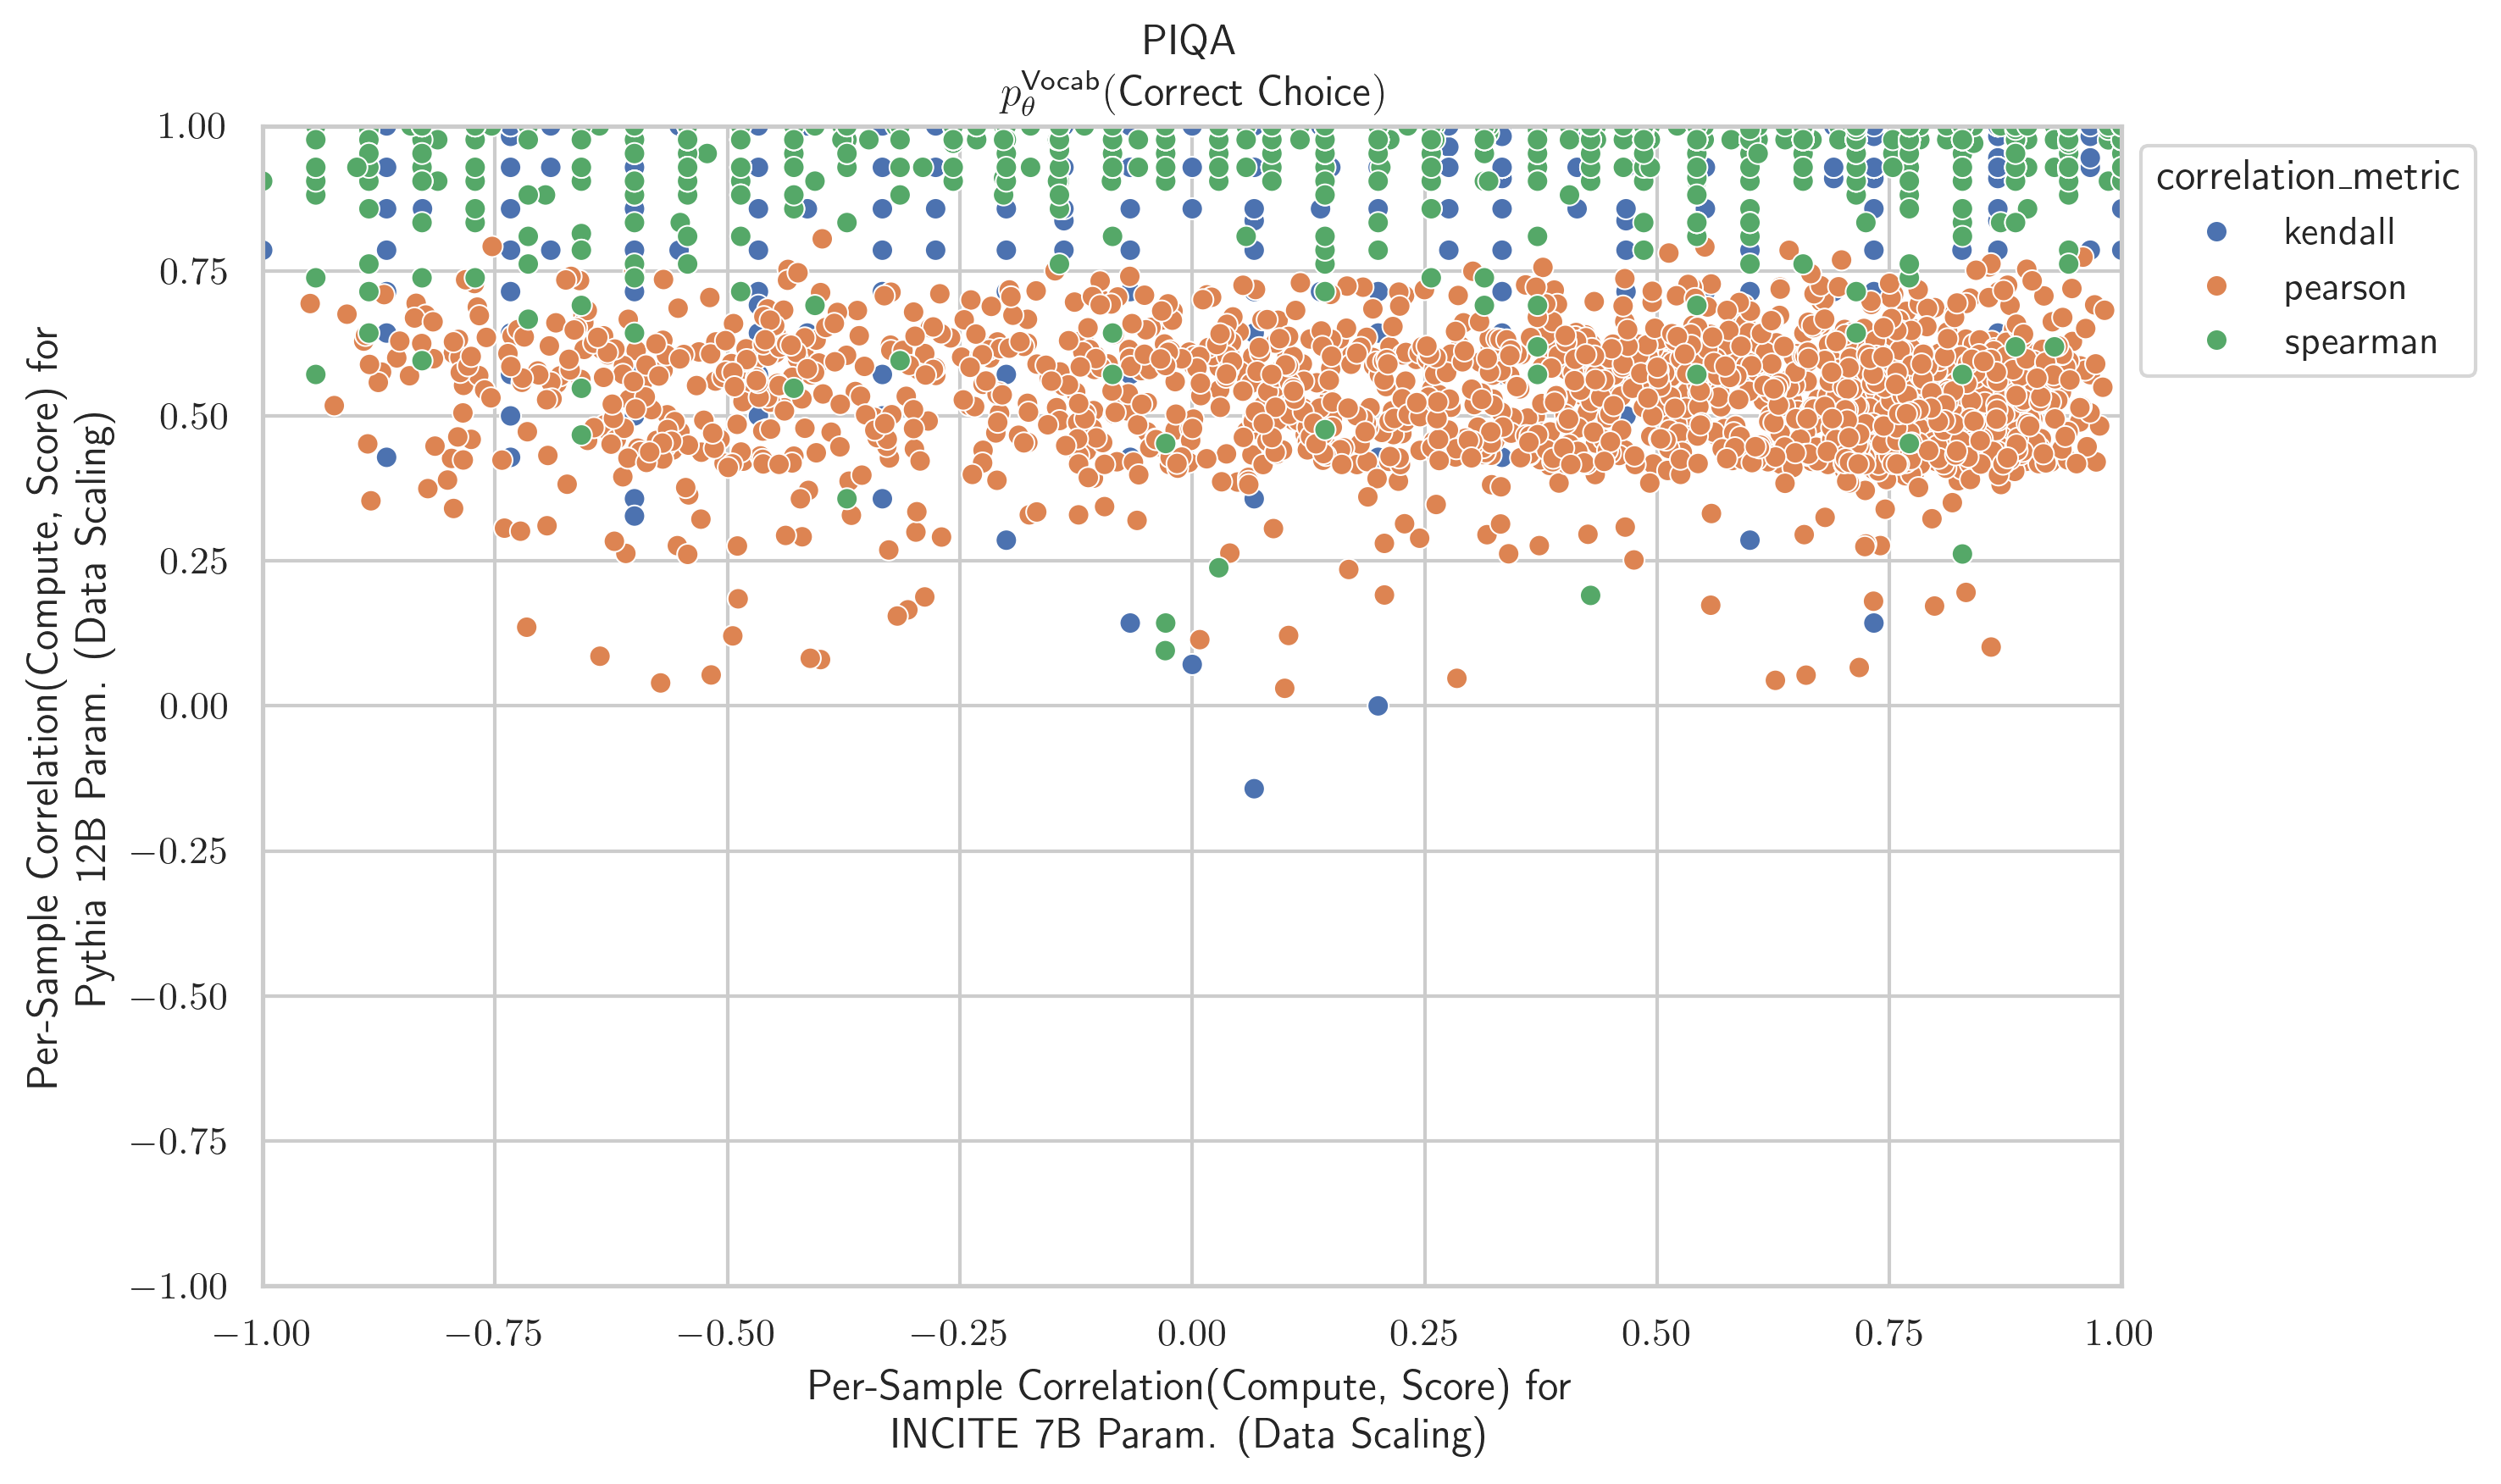 PIQA
p_θ^Vocab(Correct Choice)
Per-Sample Correlation(Compute, Score) for
Pythia 12B Param. (Data Scaling)
1.00
0.75
0.50
0.25
0.00
−0.25
−0.50
−0.75
−1.00
−1.00 −0.75 −0.50 −0.25 0.00 0.25 0.50 0.75 1.00
Per-Sample Correlation(Compute, Score) for
INCITE 7B Param. (Data Scaling)
correlation_metric
kendall
pearson
spearman